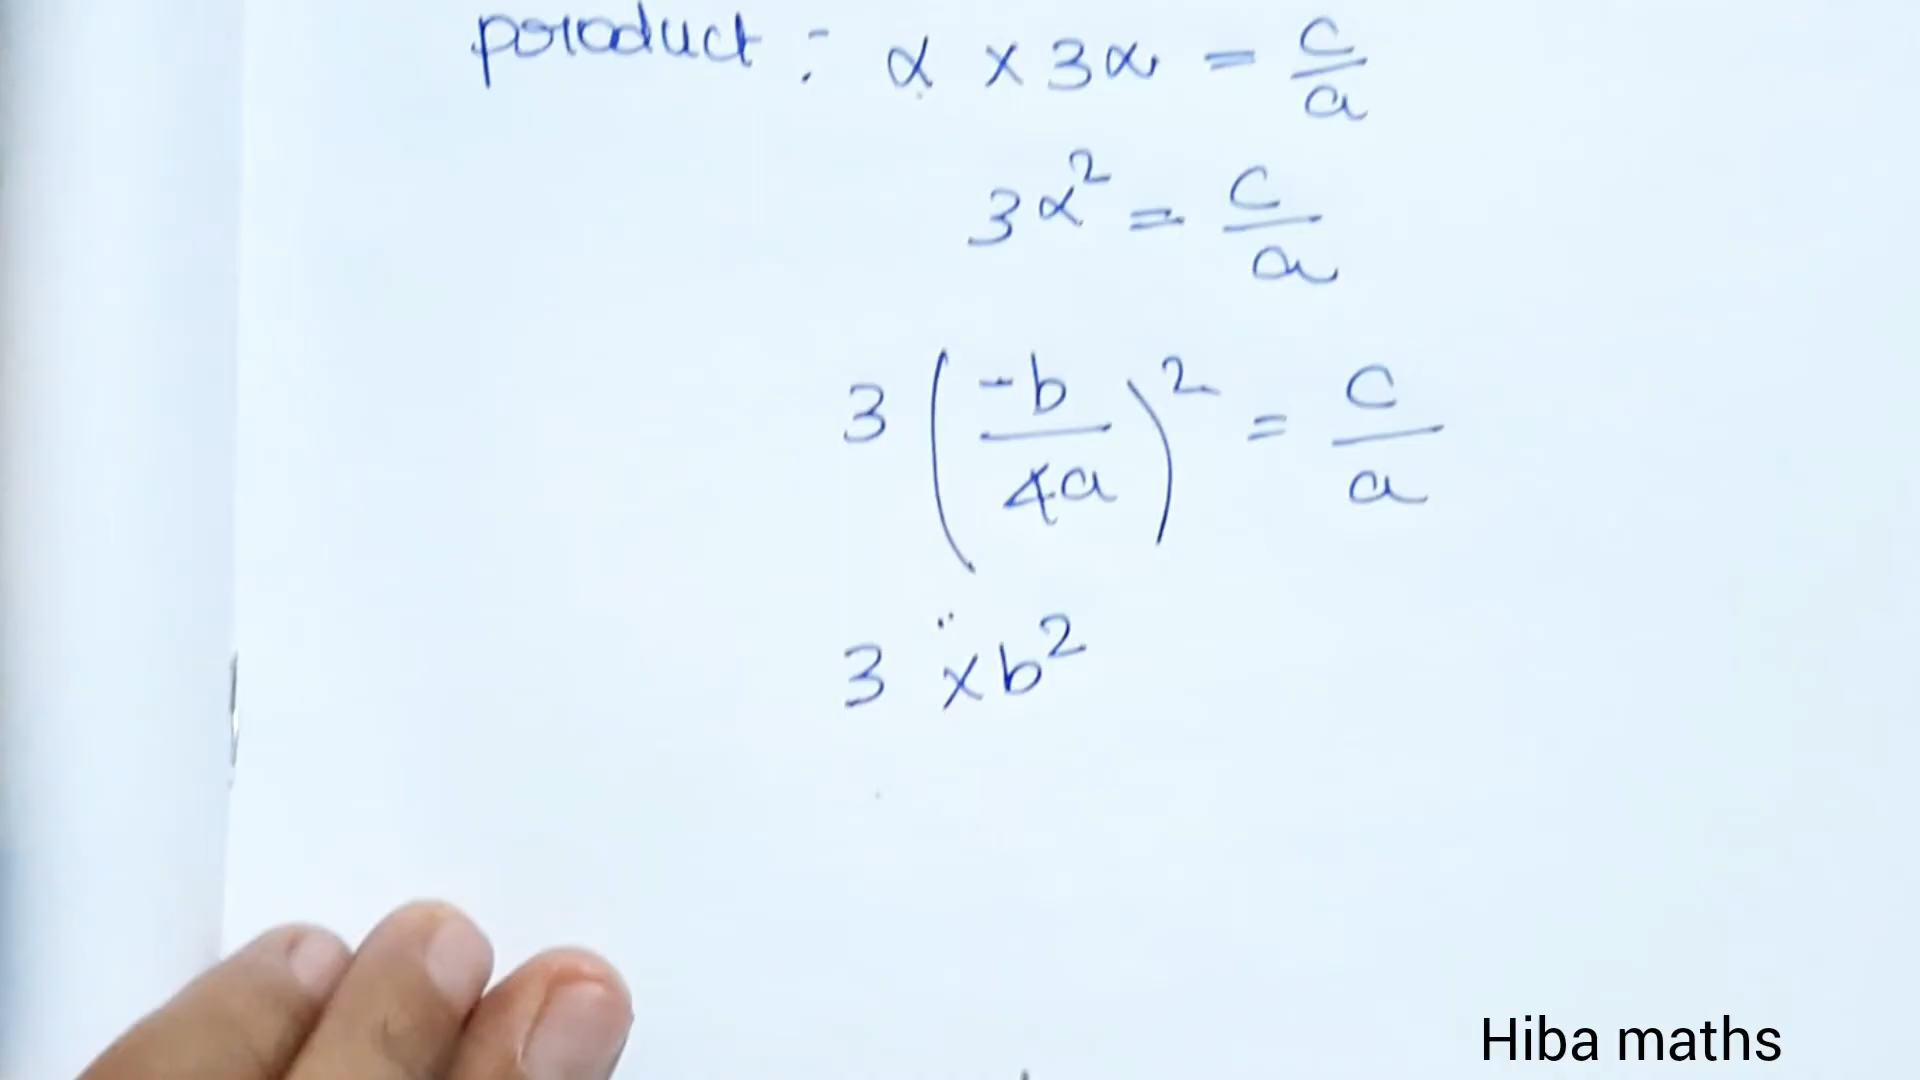 poroduct : α × 3α = c/a
3α² = c/a
3 (-b/4a)² = c/a
3 × b²
Hiba maths